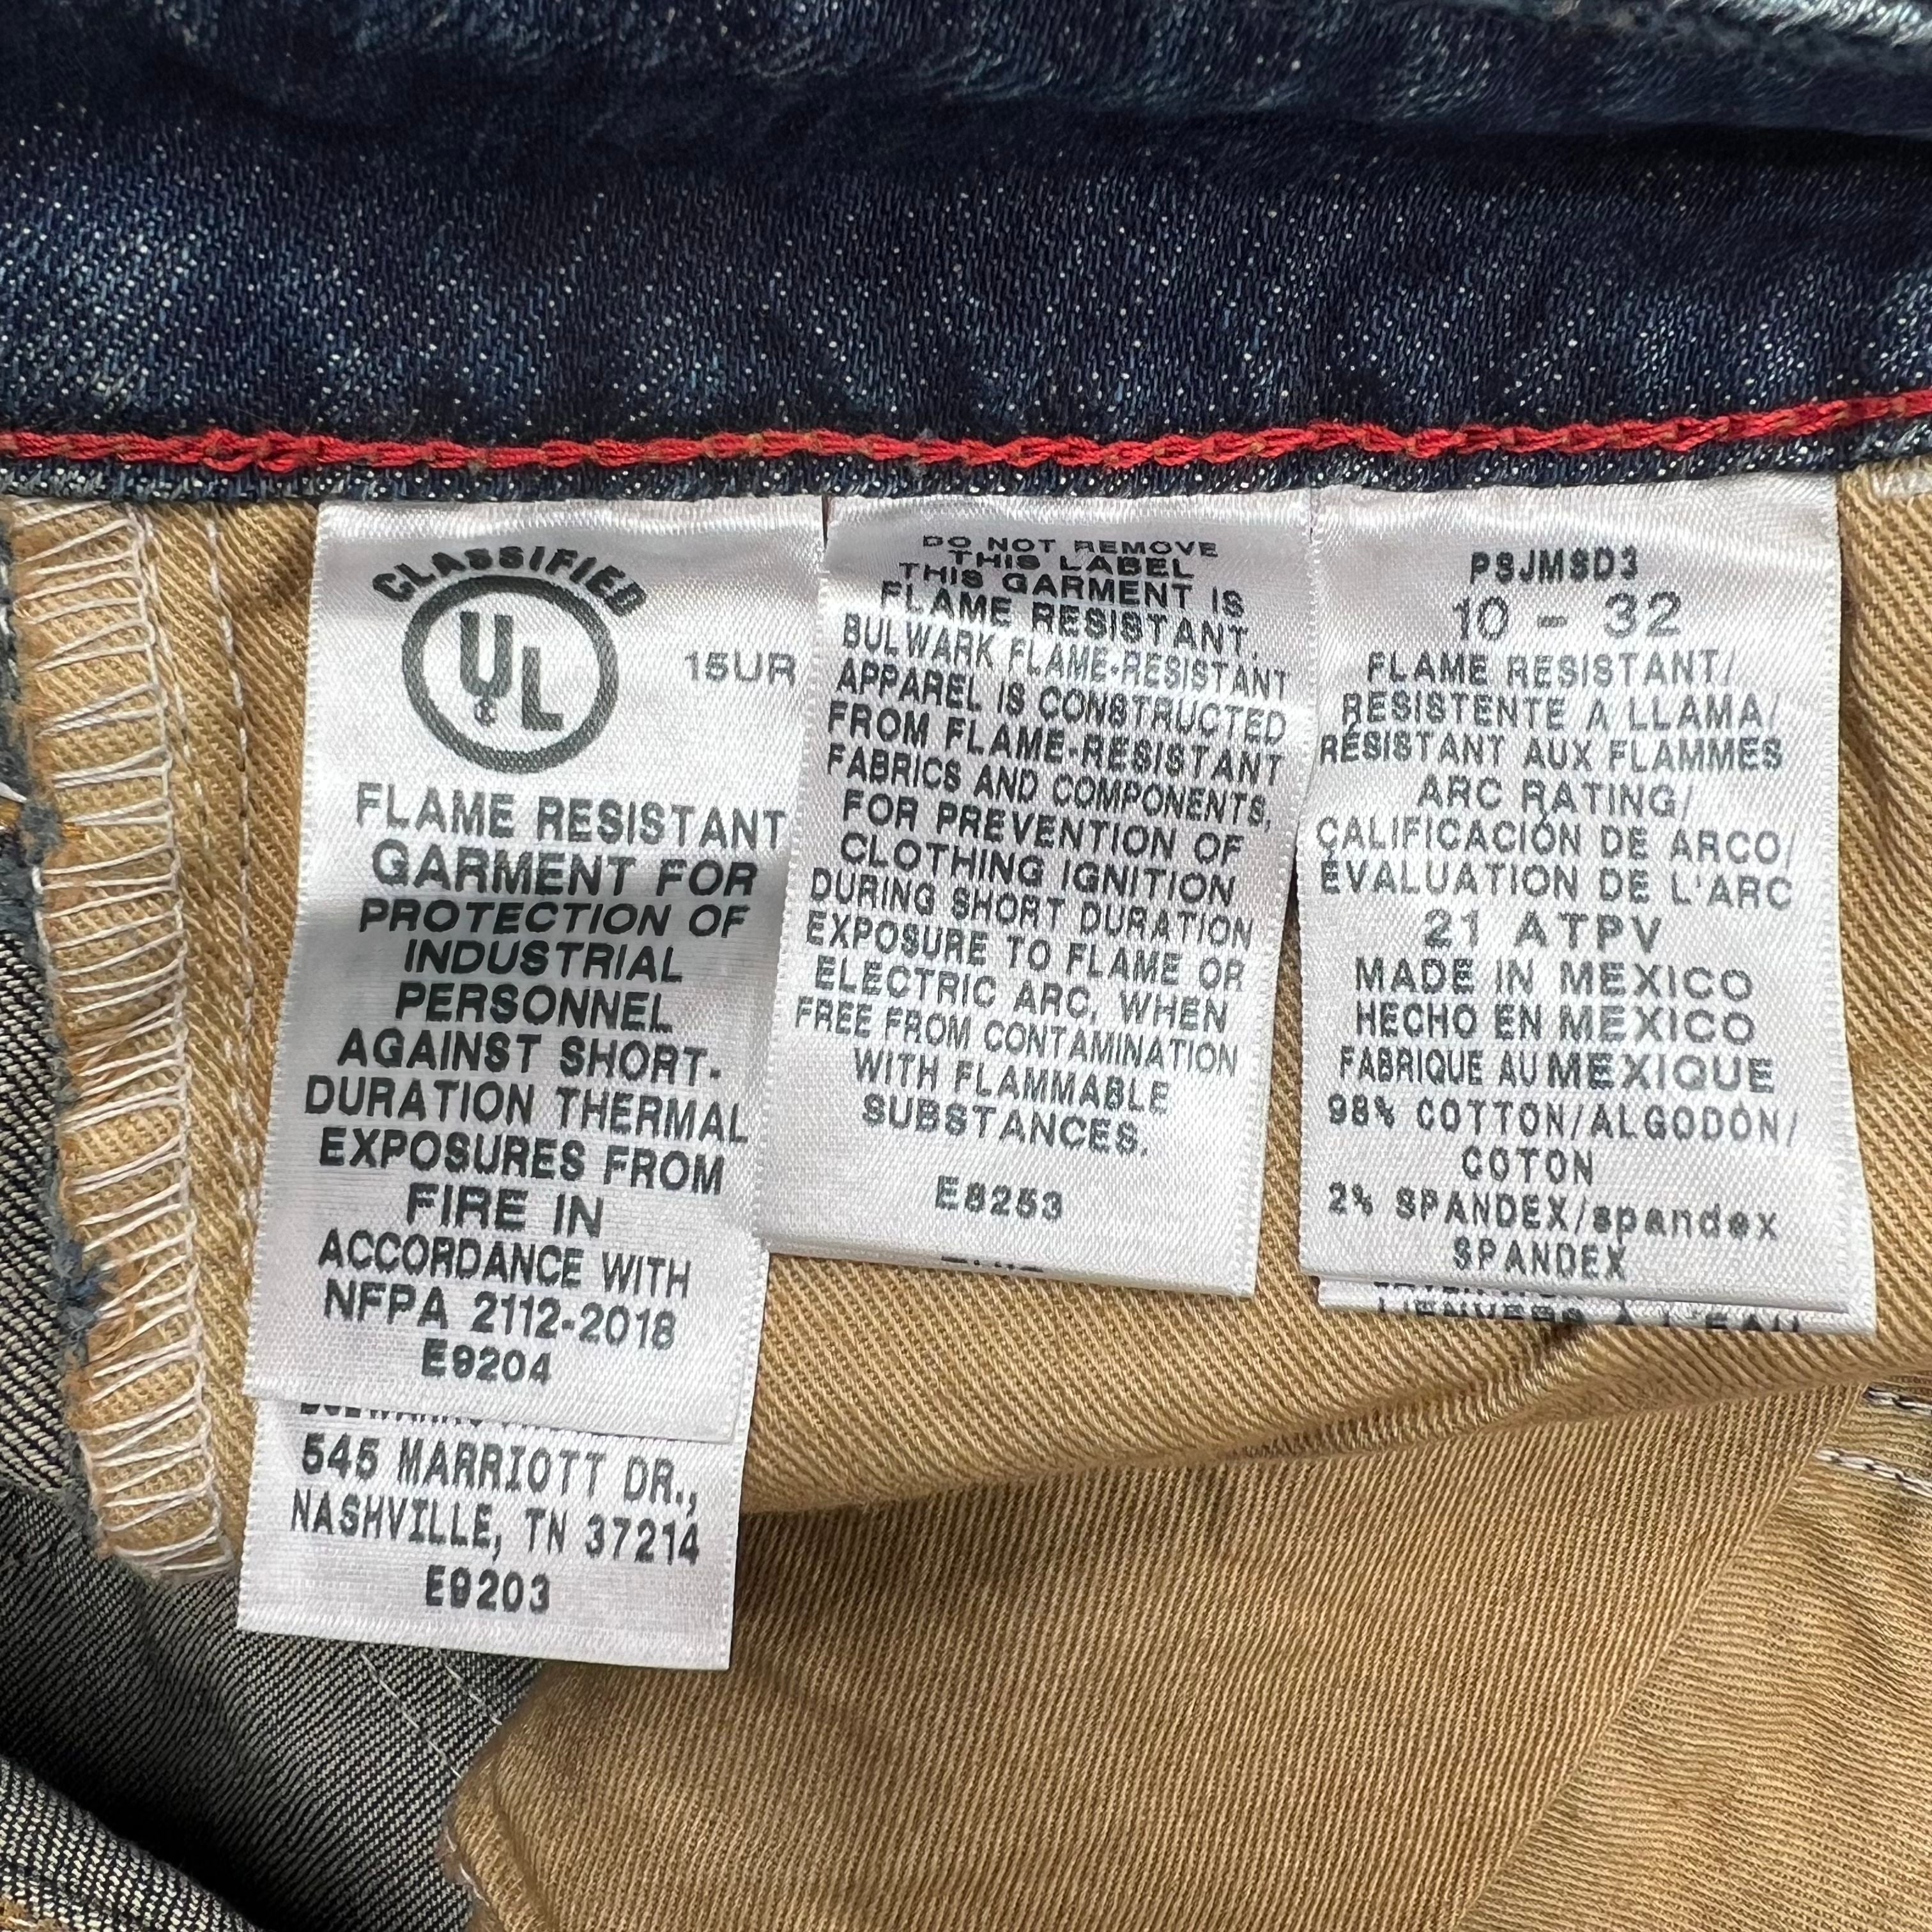 CLASSIFIED
UL
15UR
FLAME RESISTANT
GARMENT FOR
PROTECTION OF
INDUSTRIAL
PERSONNEL
AGAINST SHORT-
DURATION THERMAL
EXPOSURES FROM
FIRE IN
ACCORDANCE WITH
NFPA 2112-2018
E9204
545 MARRIOTT DR.,
NASHVILLE, TN 37214
E9203
DO NOT REMOVE
THIS LABEL
THIS GARMENT IS
FLAME RESISTANT.
BULWARK FLAME-RESISTANT
APPAREL IS CONSTRUCTED
FROM FLAME-RESISTANT
FABRICS AND COMPONENTS,
FOR PREVENTION OF
CLOTHING IGNITION
DURING SHORT DURATION
EXPOSURE TO FLAME OR
ELECTRIC ARC, WHEN
FREE FROM CONTAMINATION
WITH FLAMMABLE
SUBSTANCES.
E8253
PSJMSD3
10 - 32
FLAME RESISTANT/
RESISTENTE A LLAMA/
RÉSISTANT AUX FLAMMES
ARC RATING/
CALIFICACIÓN DE ARCO/
ÉVALUATION DE L'ARC
21 ATPV
MADE IN MEXICO
HECHO EN MEXICO
FABRIQUE AU MEXIQUE
98% COTTON/ALGODÓN/
COTON
2% SPANDEX/spandex
SPANDEX
L'ENVERS À L'EAU